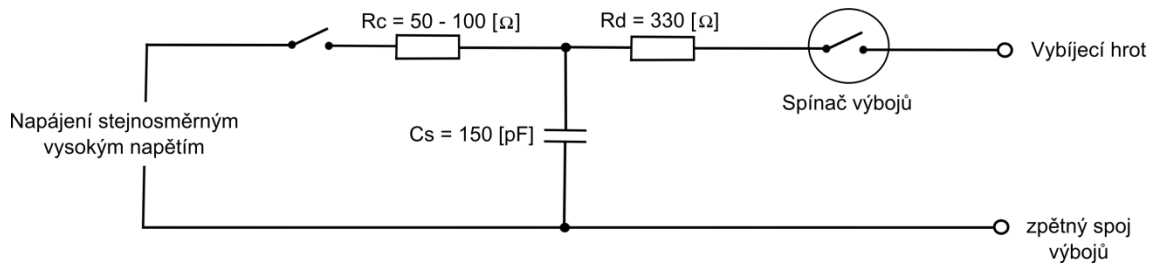 Rc = 50 - 100 [Ω]
Rd = 330 [Ω]
Vybíjecí hrot
Spínač výbojů
Napájení stejnosměrným
vysokým napětím
Cs = 150 [pF]
zpětný spoj
výbojů